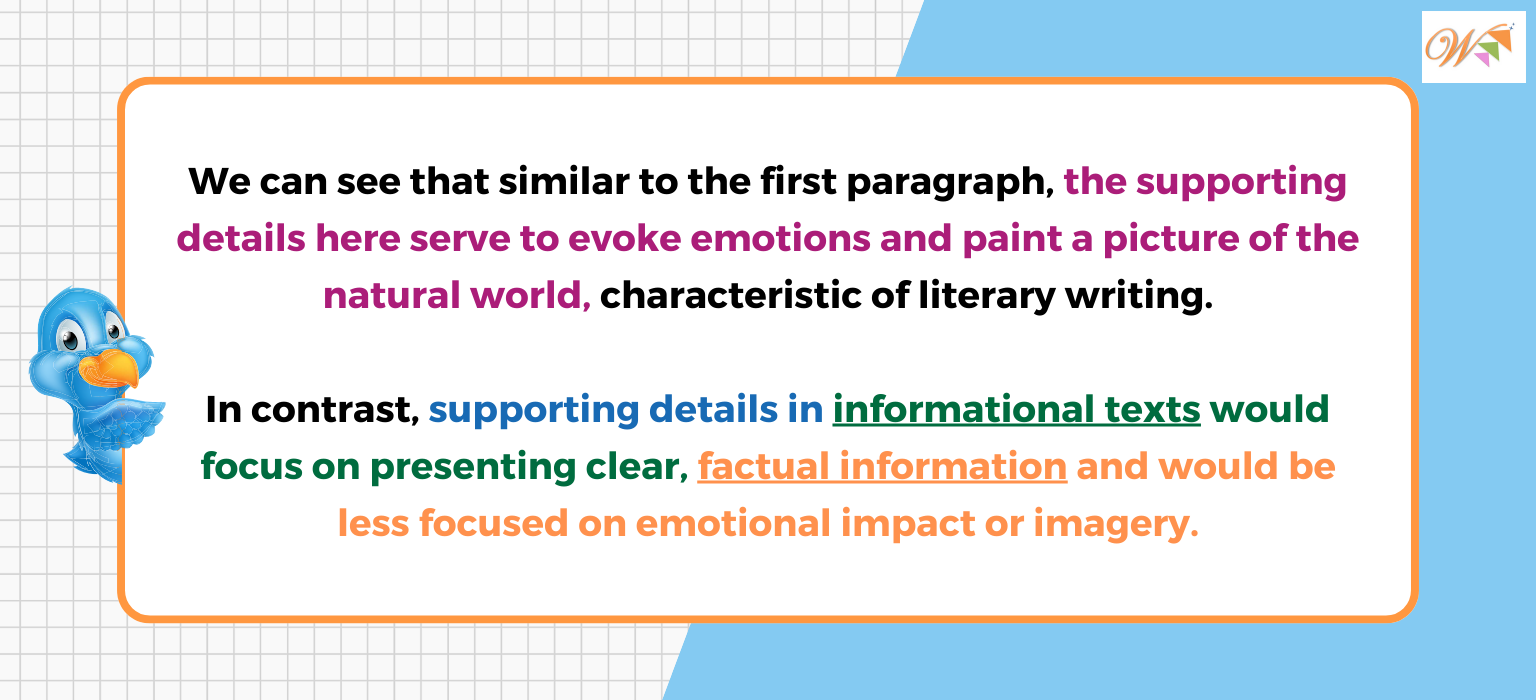 W
We can see that similar to the first paragraph, the supporting
details here serve to evoke emotions and paint a picture of the
natural world, characteristic of literary writing.
In contrast, supporting details in informational texts would
focus on presenting clear, factual information and would be
less focused on emotional impact or imagery.